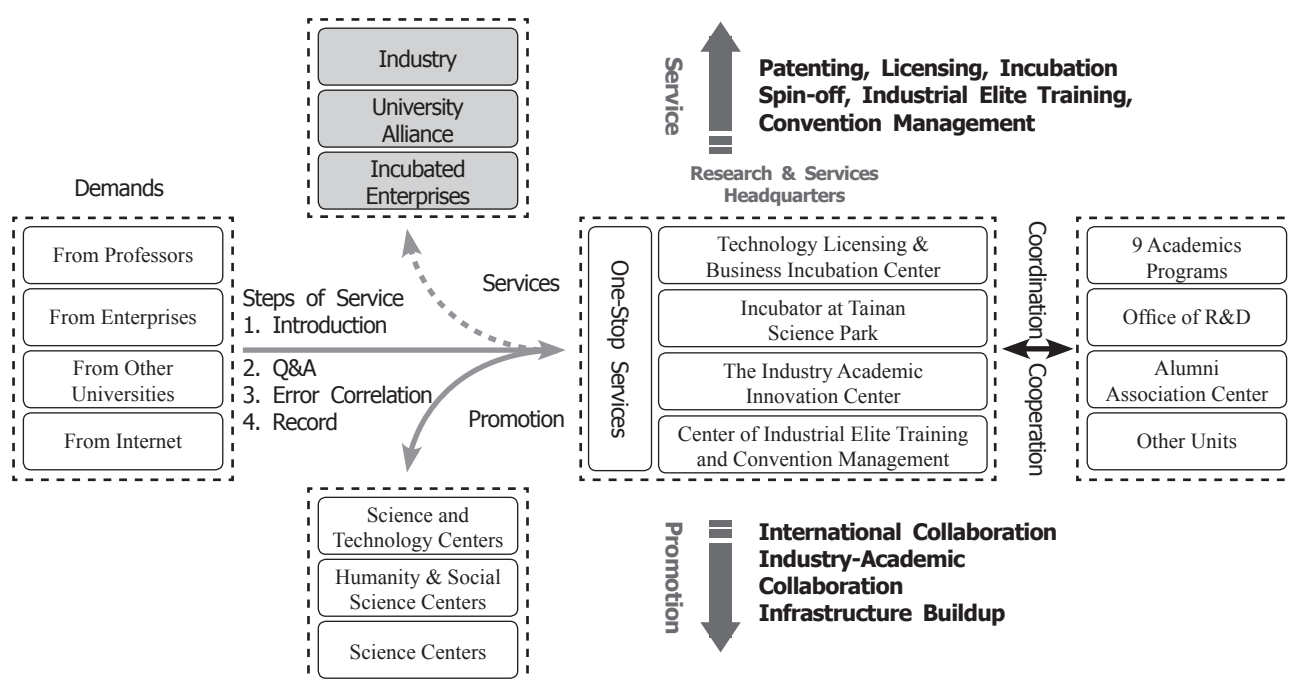 Industry
University
Alliance
Incubated
Enterprises
Service
Patenting, Licensing, Incubation
Spin-off, Industrial Elite Training,
Convention Management
Research & Services
Headquarters
Demands
From Professors
From Enterprises
From Other
Universities
From Internet
Steps of Service
1. Introduction
2. Q&A
3. Error Correlation
4. Record
Services
Promotion
One-Stop Services
Technology Licensing &
Business Incubation Center
Incubator at Tainan
Science Park
The Industry Academic
Innovation Center
Center of Industrial Elite Training
and Convention Management
Coordination
Cooperation
9 Academics
Programs
Office of R&D
Alumni
Association Center
Other Units
Science and
Technology Centers
Humanity & Social
Science Centers
Science Centers
Promotion
International Collaboration
Industry-Academic
Collaboration
Infrastructure Buildup